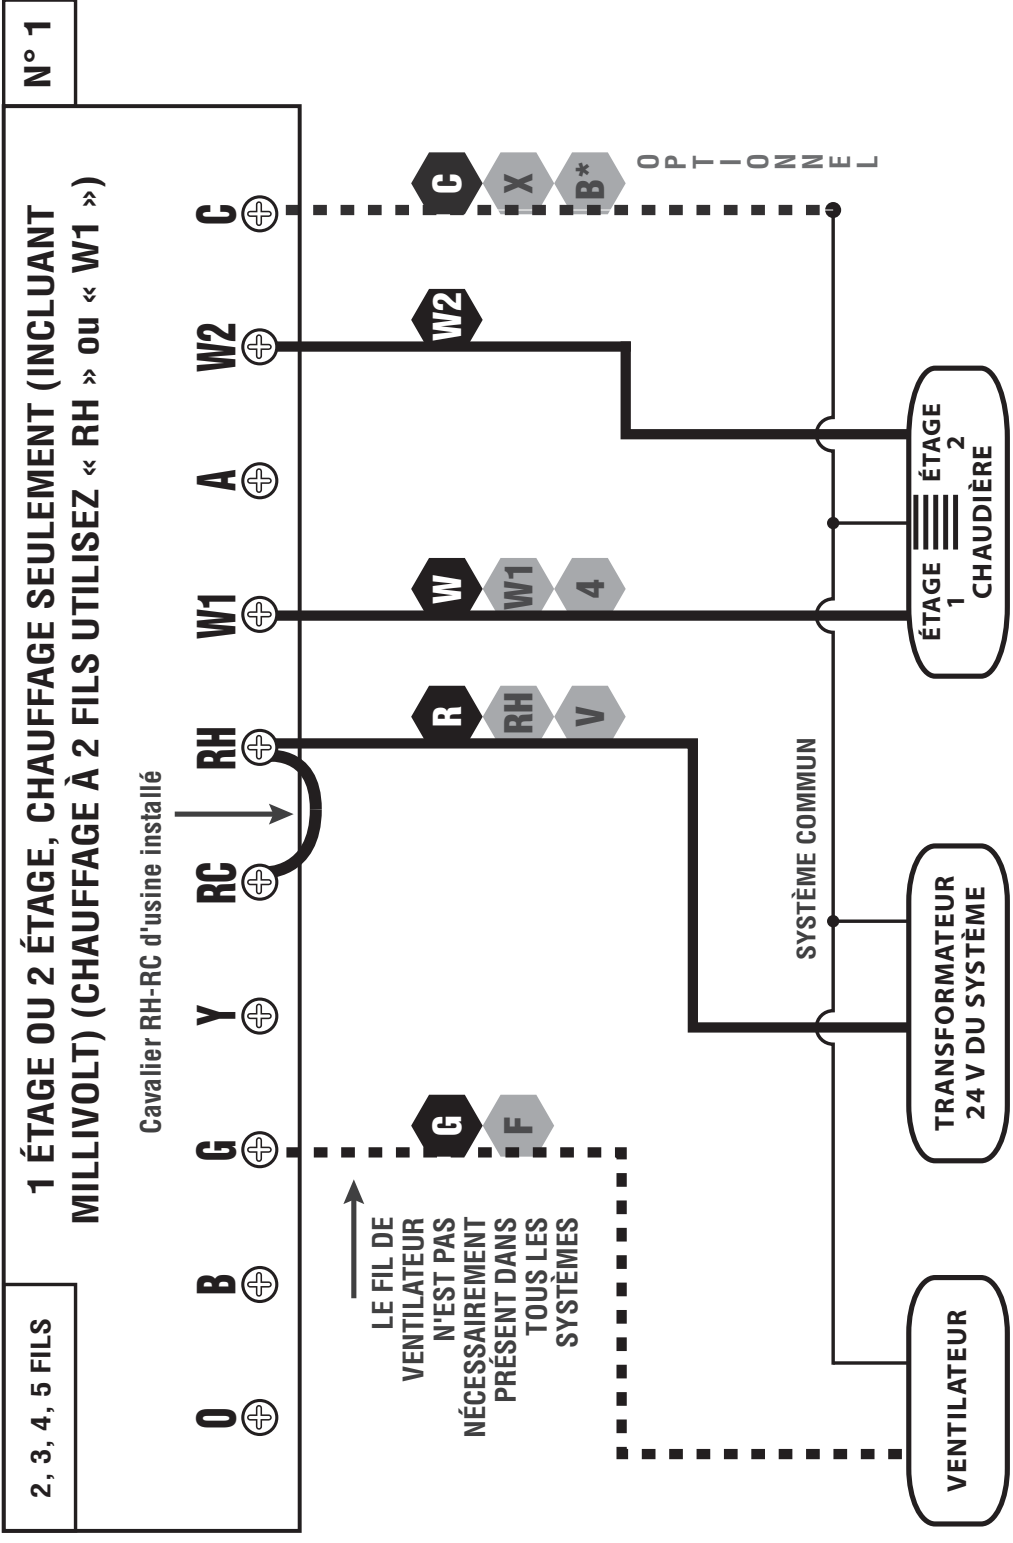 2, 3, 4, 5 FILS
1 ÉTAGE OU 2 ÉTAGE, CHAUFFAGE SEULEMENT (INCLUANT
MILLIVOLT) (CHAUFFAGE À 2 FILS UTILISEZ « RH » ou « W1 »)
N° 1
Cavalier RH-RC d'usine installé
O
B
G
Y
RC
RH
W1
A
W2
C
LE FIL DE
VENTILATEUR
N'EST PAS
NÉCESSAIREMENT
PRÉSENT DANS
TOUS LES
SYSTÈMES
G
F
R
RH
V
W
W1
4
W2
C
X
B*
OPTIONNEL
SYSTÈME COMMUN
VENTILATEUR
TRANSFORMATEUR
24 V DU SYSTÈME
ÉTAGE
1
ÉTAGE
2
CHAUDIÈRE